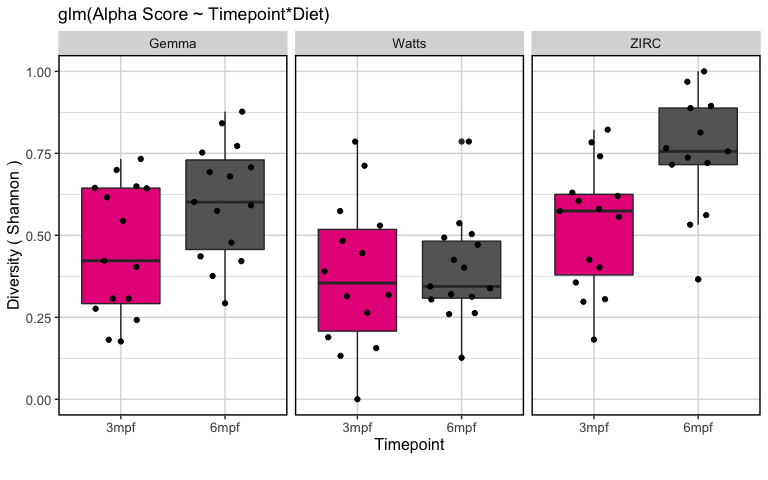 glm(Alpha Score ~ Timepoint*Diet)
Gemma
Watts
ZIRC
Diversity ( Shannon )
1.00
0.75
0.50
0.25
0.00
3mpf
6mpf
3mpf
6mpf
3mpf
6mpf
Timepoint